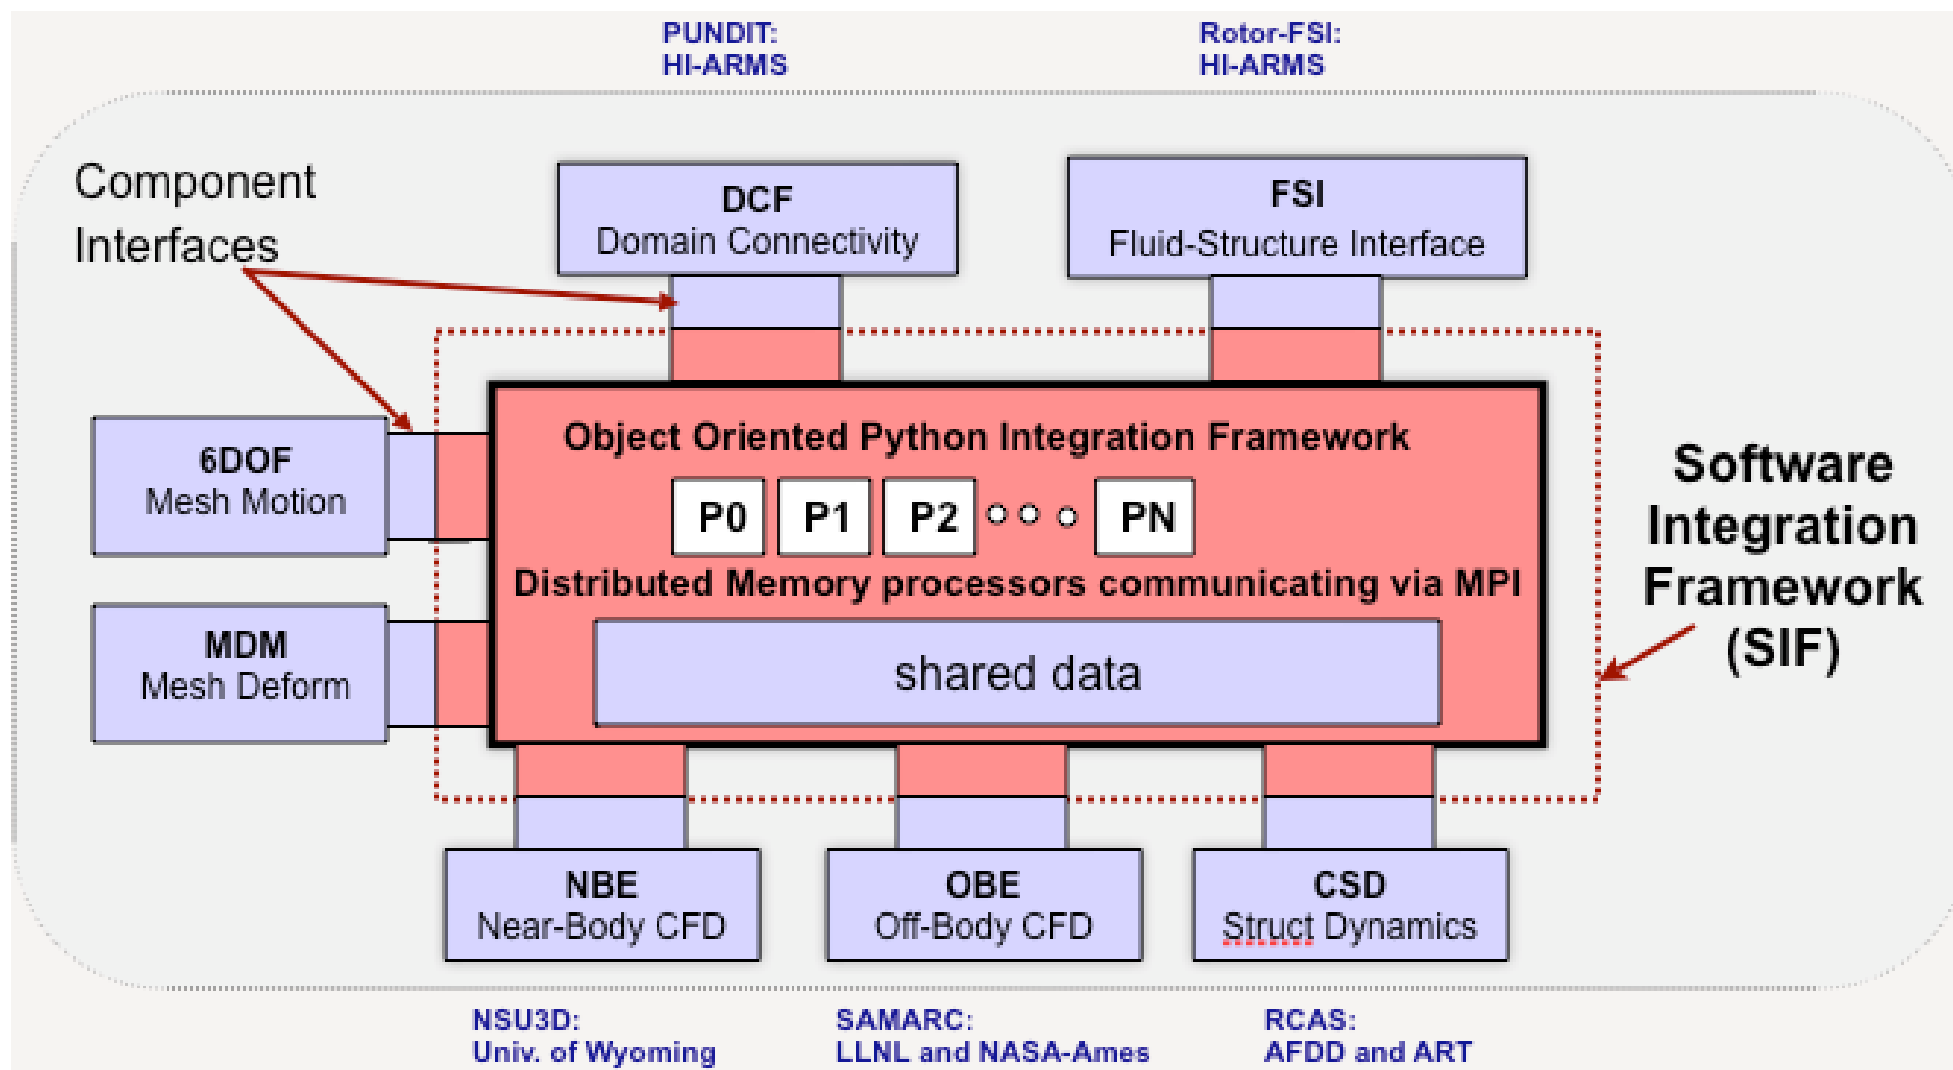 PUNDIT:
HI-ARMS
Rotor-FSI:
HI-ARMS
Component
Interfaces
DCF
Domain Connectivity
FSI
Fluid-Structure Interface
6DOF
Mesh Motion
MDM
Mesh Deform
Object Oriented Python Integration Framework
P0 P1 P2 PN
Distributed Memory processors communicating via MPI
shared data
Software
Integration
Framework
(SIF)
NBE
Near-Body CFD
OBE
Off-Body CFD
CSD
Struct Dynamics
NSU3D:
Univ. of Wyoming
SAMARC:
LLNL and NASA-Ames
RCAS:
AFDD and ART